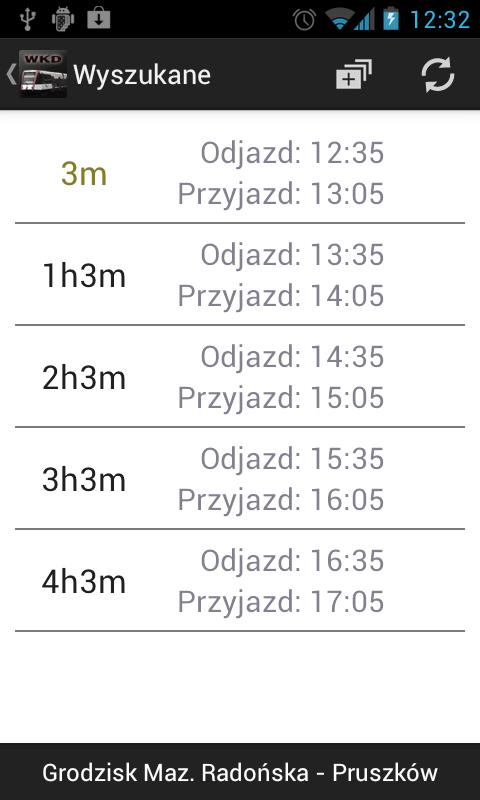 12:32
WKD
Wyszukane
3m
Odjazd: 12:35
Przyjazd: 13:05
1h3m
Odjazd: 13:35
Przyjazd: 14:05
2h3m
Odjazd: 14:35
Przyjazd: 15:05
3h3m
Odjazd: 15:35
Przyjazd: 16:05
4h3m
Odjazd: 16:35
Przyjazd: 17:05
Grodzisk Maz. Radońska - Pruszków